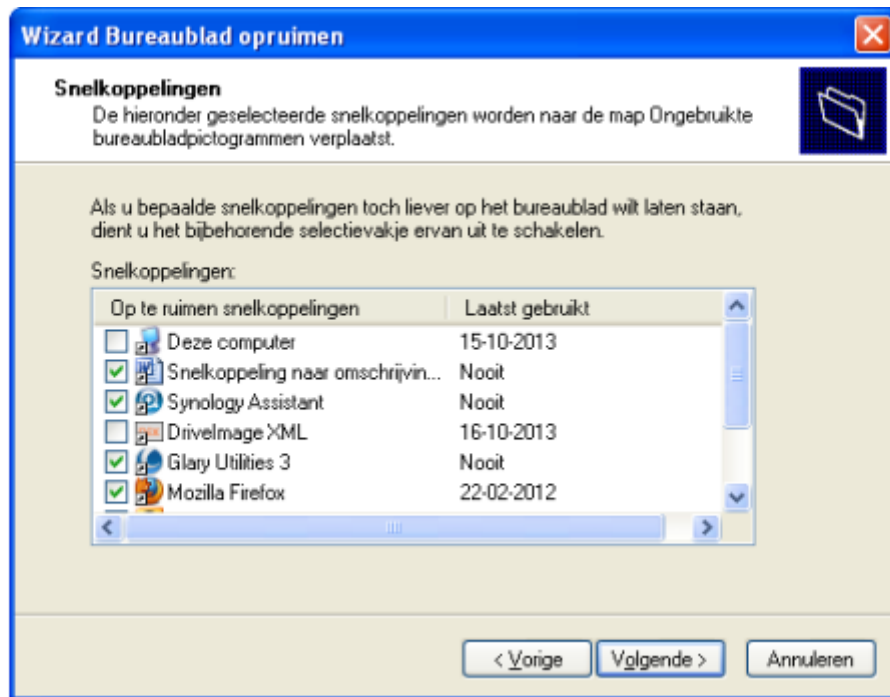 Wizard Bureaublad opruimen
Snelkoppelingen
De hieronder geselecteerde snelkoppelingen worden naar de map Ongebruikte
bureaubladpictogrammen verplaatst.
Als u bepaalde snelkoppelingen toch liever op het bureaublad wilt laten staan,
dient u het bijbehorende selectievakje ervan uit te schakelen.
Snelkoppelingen:
Op te ruimen snelkoppelingen Laatst gebruikt
Deze computer 15-10-2013
Snelkoppeling naar omschrijvin... Nooit
Synology Assistant Nooit
DriveImage XML 16-10-2013
Glary Utilities 3 Nooit
Mozilla Firefox 22-02-2012
< Vorige Volgende > Annuleren